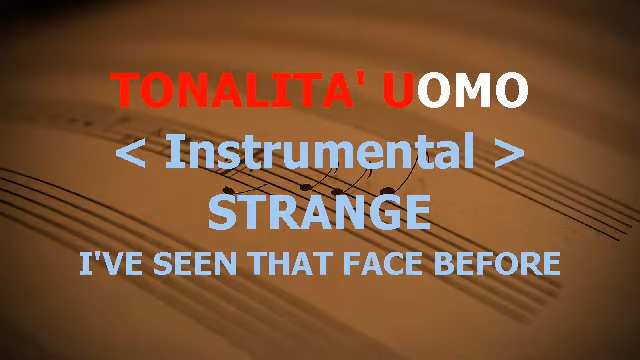 TONALITA' UOMO
< Instrumental >
STRANGE
I'VE SEEN THAT FACE BEFORE